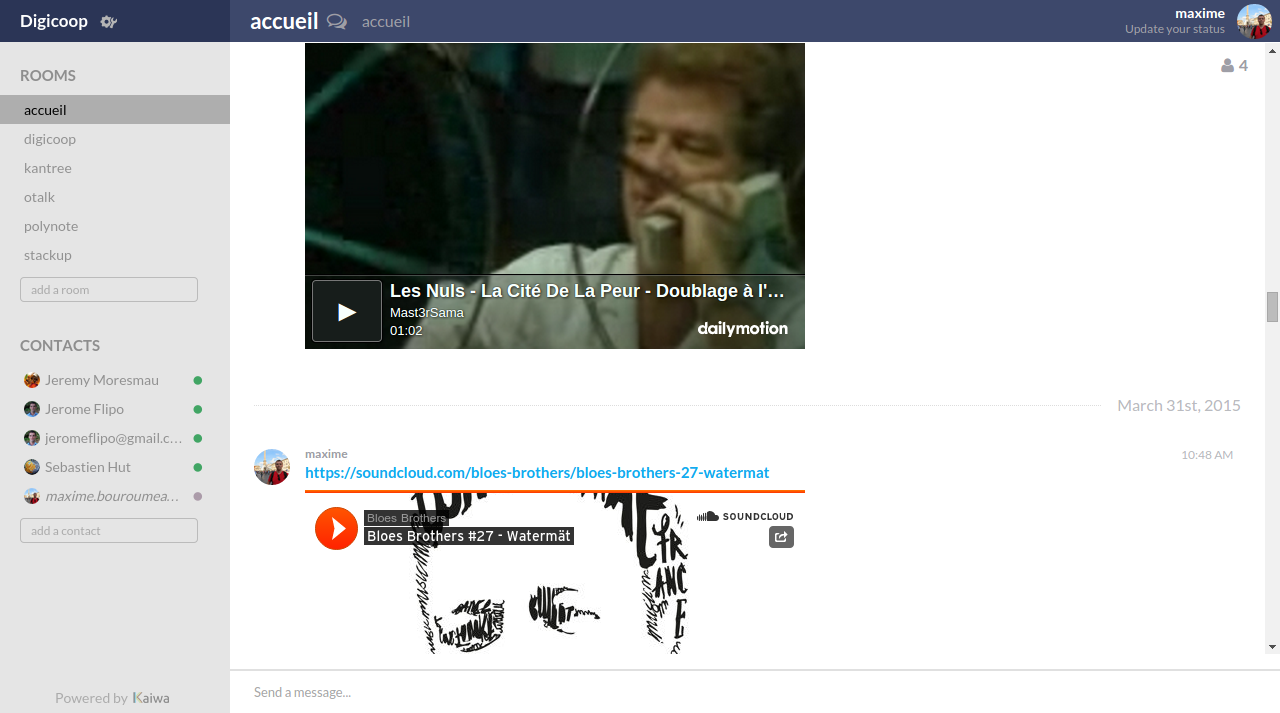 Digicoop
accueil accueil
maxime
Update your status
4
ROOMS
accueil
digicoop
kantree
otalk
polynote
stackup
add a room
CONTACTS
Jeremy Moresmau
Jerome Flipo
jeromeflipo@gmail.c…
Sebastien Hut
maxime.bouroumea…
add a contact
Powered by Kaiwa
Les Nuls - La Cité De La Peur - Doublage à l'…
Mast3rSama
01:02
dailymotion
March 31st, 2015
maxime
10:48 AM
https://soundcloud.com/bloes-brothers/bloes-brothers-27-watermat
Bloes Brothers
Bloes Brothers #27 - Watermät
SOUNDCLOUD
Send a message...